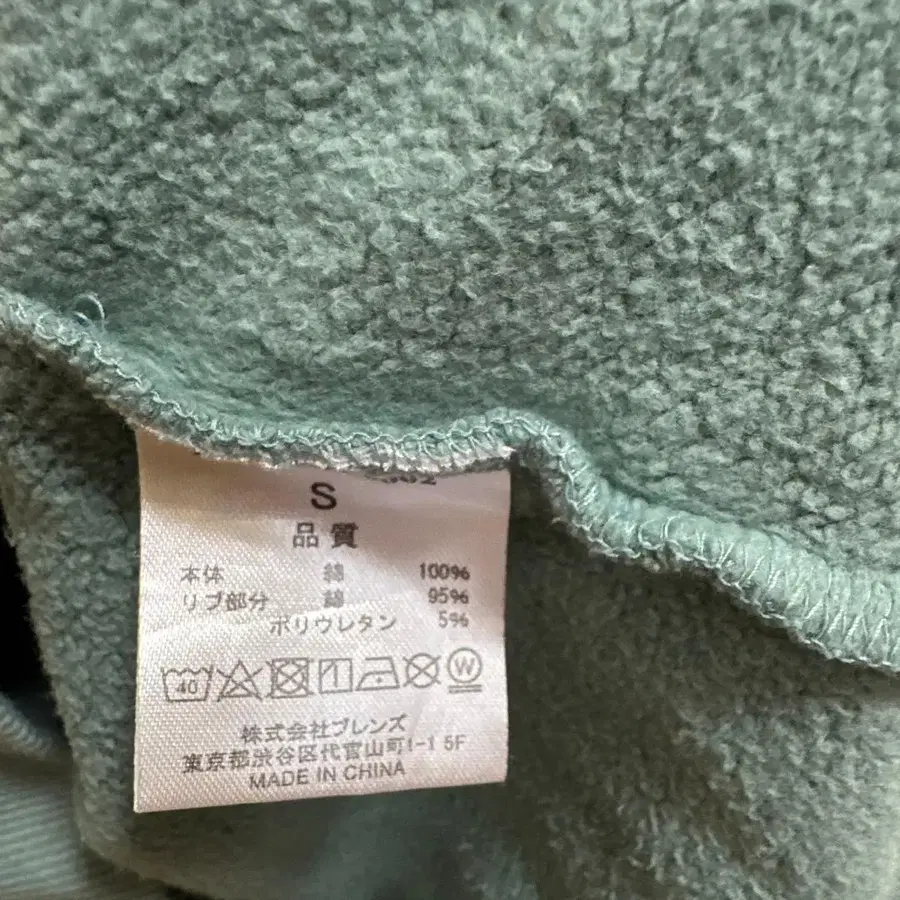 S
品質
本体 綿 100%
リブ部分 綿 95%
ポリウレタン 5%
40 W
株式会社ブレンズ
東京都渋谷区代官山町1-1 5F
MADE IN CHINA